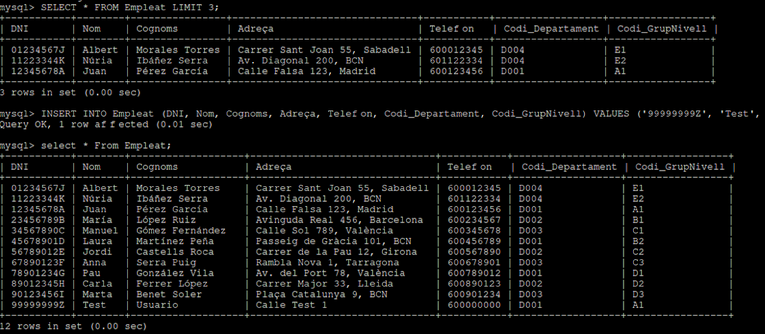 mysql> SELECT * FROM Empleat LIMIT 3;
| DNI | Nom | Cognoms | Adreça | Telefon | Codi_Departament | Codi_GrupNivell |
| 01234567J | Albert | Morales Torres | Carrer Sant Joan 55, Sabadell | 600012345 | D004 | E1 |
| 11223344K | Núria | Ibáñez Serra | Av. Diagonal 200, BCN | 601122334 | D004 | E2 |
| 12345678A | Juan | Pérez García | Calle Falsa 123, Madrid | 600123456 | D001 | A1 |
3 rows in set (0.00 sec)
mysql> INSERT INTO Empleat (DNI, Nom, Cognoms, Adreça, Telefon, Codi_Departament, Codi_GrupNivell) VALUES ('99999999Z', 'Test',
Query OK, 1 row affected (0.01 sec)
mysql> select * From Empleat;
| DNI | Nom | Cognoms | Adreça | Telefon | Codi_Departament | Codi_GrupNivell |
| 01234567J | Albert | Morales Torres | Carrer Sant Joan 55, Sabadell | 600012345 | D004 | E1 |
| 11223344K | Núria | Ibáñez Serra | Av. Diagonal 200, BCN | 601122334 | D004 | E2 |
| 12345678A | Juan | Pérez García | Calle Falsa 123, Madrid | 600123456 | D001 | A1 |
| 23456789B | María | López Ruiz | Avinguda Real 456, Barcelona | 600234567 | D002 | B1 |
| 34567890C | Manuel | Gómez Fernández | Calle Sol 789, València | 600345678 | D003 | C1 |
| 45678901D | Laura | Martínez Peña | Passeig de Gràcia 101, BCN | 600456789 | D001 | B2 |
| 56789012E | Jordi | Castells Roca | Carrer de la Pau 12, Girona | 600567890 | D002 | C2 |
| 67890123F | Anna | Serra Puig | Rambla Nova 1, Tarragona | 600678901 | D003 | C3 |
| 78901234G | Pau | González Vila | Av. del Port 78, València | 600789012 | D001 | D1 |
| 89012345H | Carla | Ferrer López | Carrer Major 33, Lleida | 600890123 | D002 | D2 |
| 90123456I | Marta | Benet Soler | Plaça Catalunya 9, BCN | 600901234 | D003 | D3 |
| 99999999Z | Test | Usuario | Calle Test 1 | 600000000 | D001 | A1 |
12 rows in set (0.00 sec)